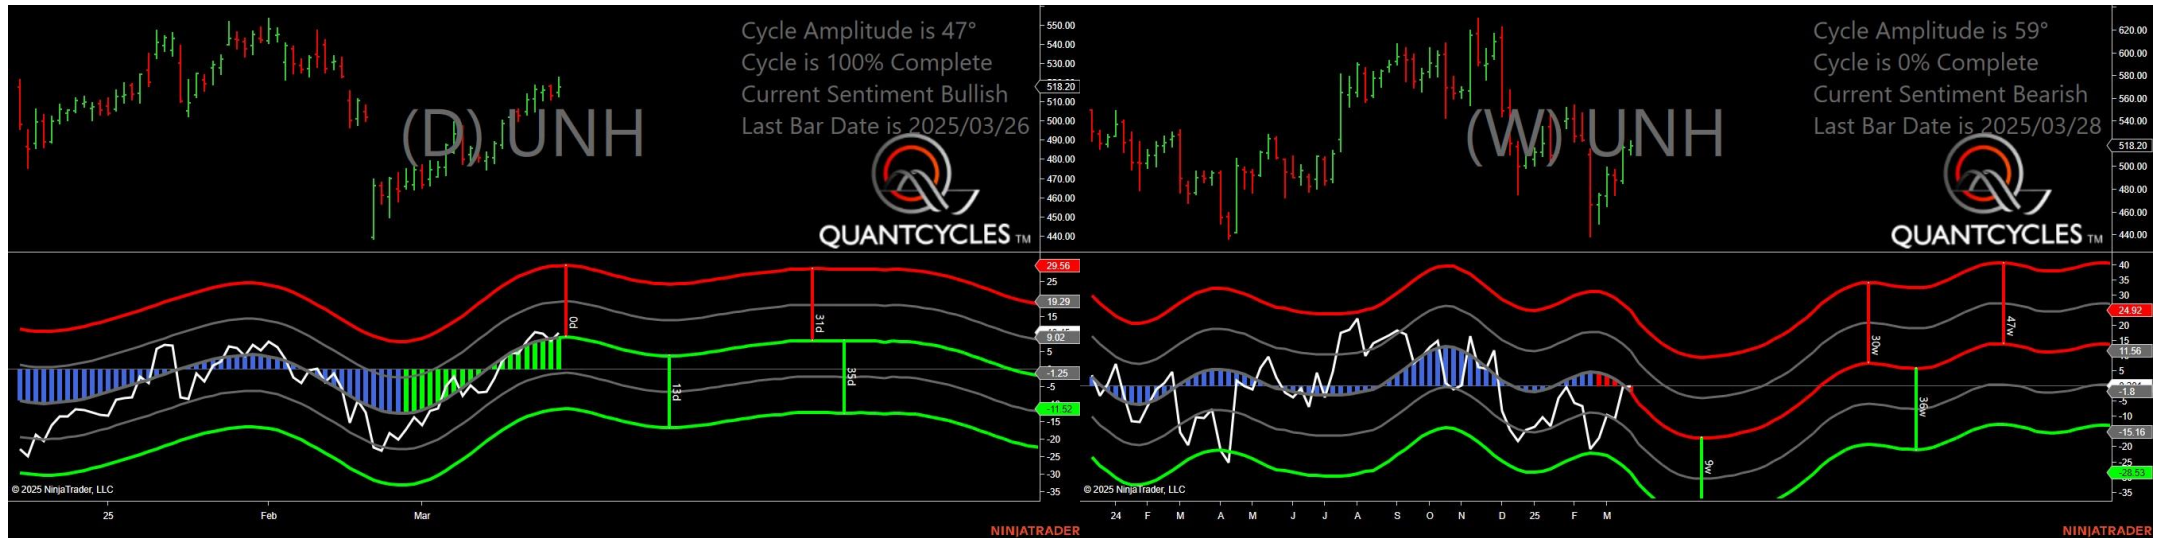 Cycle Amplitude is 47°
Cycle is 100% Complete
Current Sentiment Bullish
Last Bar Date is 2025/03/26
(D) UNH
QUANTCYCLES TM
550.00
540.00
530.00
518.20
510.00
500.00
490.00
480.00
470.00
460.00
450.00
440.00
29.56
25
19.29
15
9.02
5
-1.25
-5
-11.52
-15
-20
-25
-30
-35
0d
13d
31d
35d
© 2025 NinjaTrader, LLC
25 Feb Mar
NINJATRADER
Cycle Amplitude is 59°
Cycle is 0% Complete
Current Sentiment Bearish
Last Bar Date is 2025/03/28
(W) UNH
QUANTCYCLES TM
620.00
600.00
580.00
560.00
540.00
518.20
500.00
480.00
460.00
440.00
40
35
30
24.92
20
15
11.56
5
-1.8
-5
-10
-15.16
-20
-25
-28.53
-35
9w
30w
36w
47w
© 2025 NinjaTrader, LLC
24 F M A M J J A S O N D 25 F M
NINJATRADER